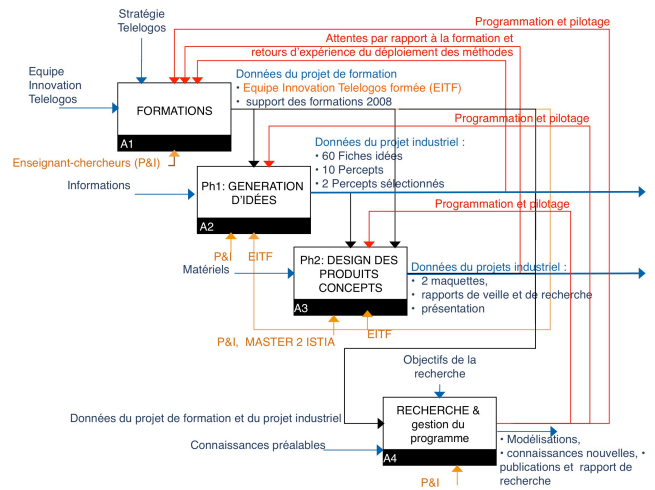 Stratégie
Telelogos
Programmation et pilotage
Attentes par rapport à la formation et
retours d'expérience du déploiement des méthodes
Equipe
Innovation
Telelogos
Données du projet de formation
• Equipe Innovation Telelogos formée (EITF)
• support des formations 2008
FORMATIONS
A1
Programmation et pilotage
Enseignant-chercheurs (P&I)
Données du projet industriel :
• 60 Fiches idées
• 10 Percepts
• 2 Percepts sélectionnés
Informations
Ph1: GENERATION
D'IDÉES
A2
Programmation et pilotage
P&I EITF
Matériels
Ph2: DESIGN DES
PRODUITS
CONCEPTS
A3
Données du projets industriel :
• 2 maquettes,
• rapports de veille et de recherche
• présentation
P&I, MASTER 2 ISTIA
EITF
Objectifs de la
recherche
Données du projet de formation et du projet industriel
RECHERCHE &
gestion du
programme
A4
Connaissances préalables
• Modélisations,
• connaissances nouvelles, •
publications et rapport de
recherche
P&I